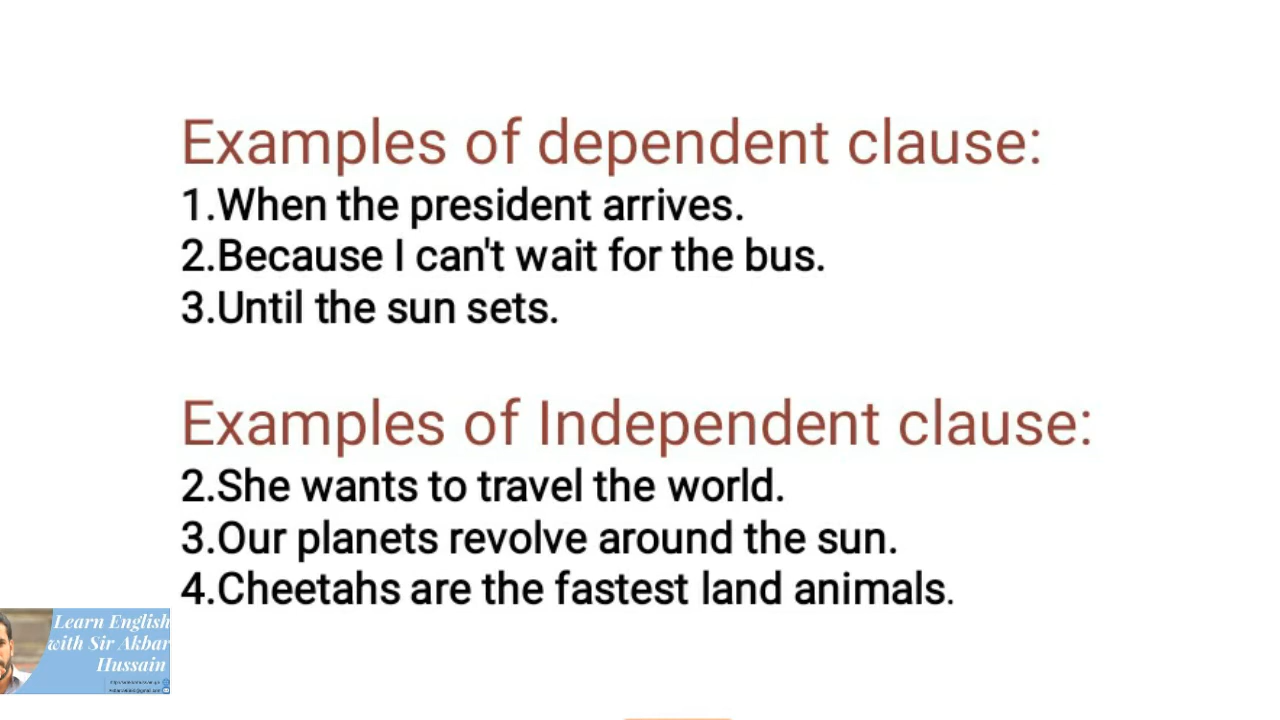 Examples of dependent clause:
1.When the president arrives.
2.Because I can't wait for the bus.
3.Until the sun sets.
Examples of Independent clause:
2.She wants to travel the world.
3.Our planets revolve around the sun.
4.Cheetahs are the fastest land animals.
Learn English
with Sir Akbar
Hussain